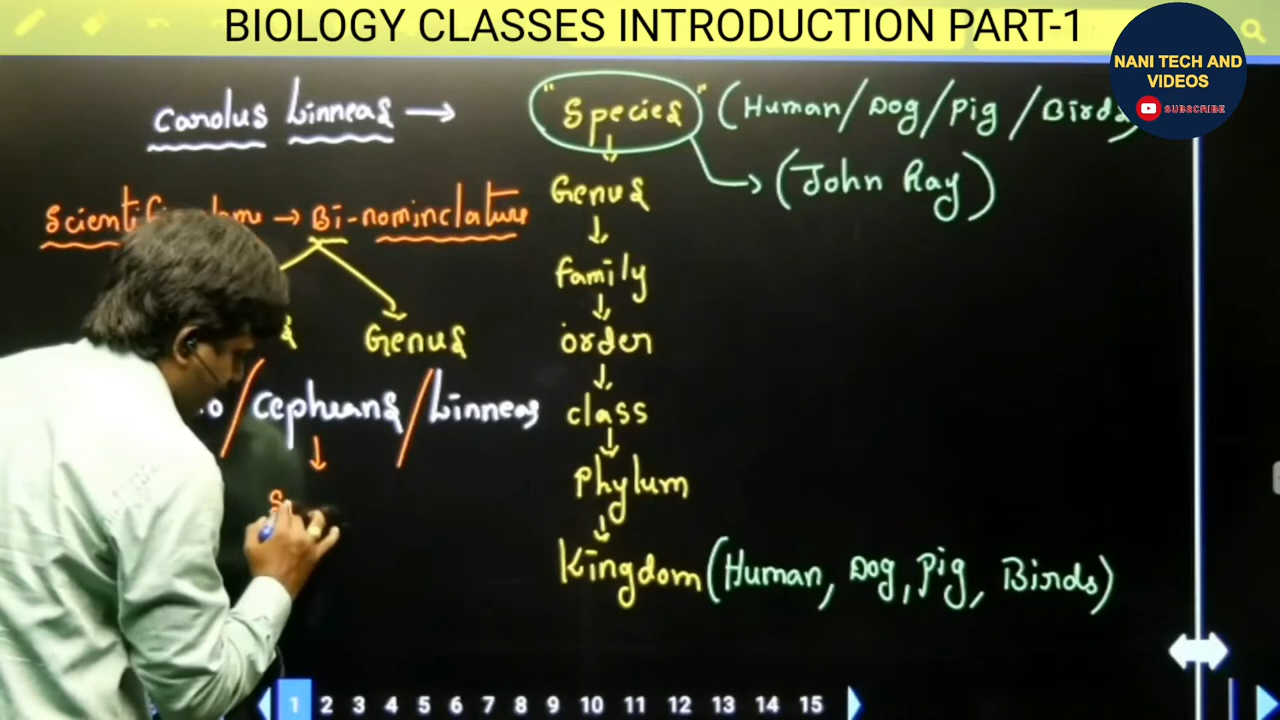 BIOLOGY CLASSES INTRODUCTION PART-1
NANI TECH AND
VIDEOS
SUBSCRIBE
Carolus Linneas →
"Species" (Human/Dog/Pig/Birds)
(John Ray)
→ Bi-nominclature
Genus
Genus
Family
order
class
Phylum
Kingdom (Human, Dog, Pig, Birds)
/Cepheans/Linneas
1 2 3 4 5 6 7 8 9 10 11 12 13 14 15